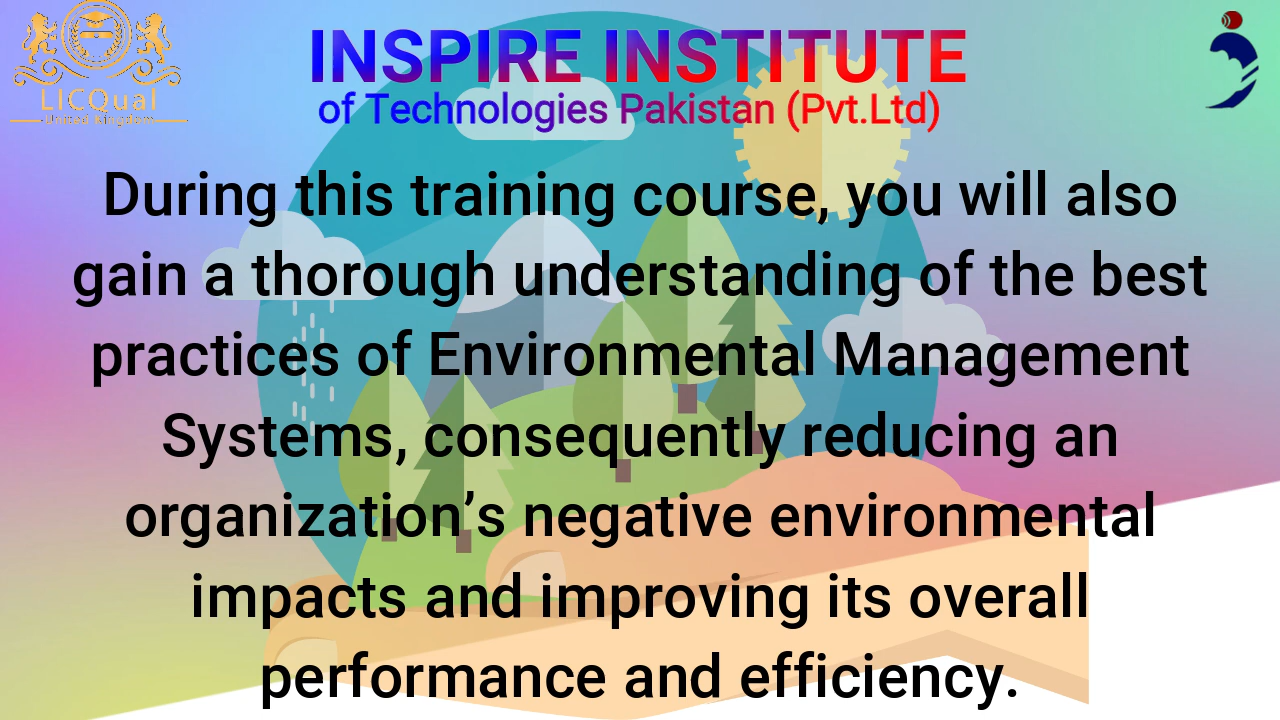 LICQual
United Kingdom
INSPIRE INSTITUTE
of Technologies Pakistan (Pvt.Ltd)
During this training course, you will also
gain a thorough understanding of the best
practices of Environmental Management
Systems, consequently reducing an
organization’s negative environmental
impacts and improving its overall
performance and efficiency.